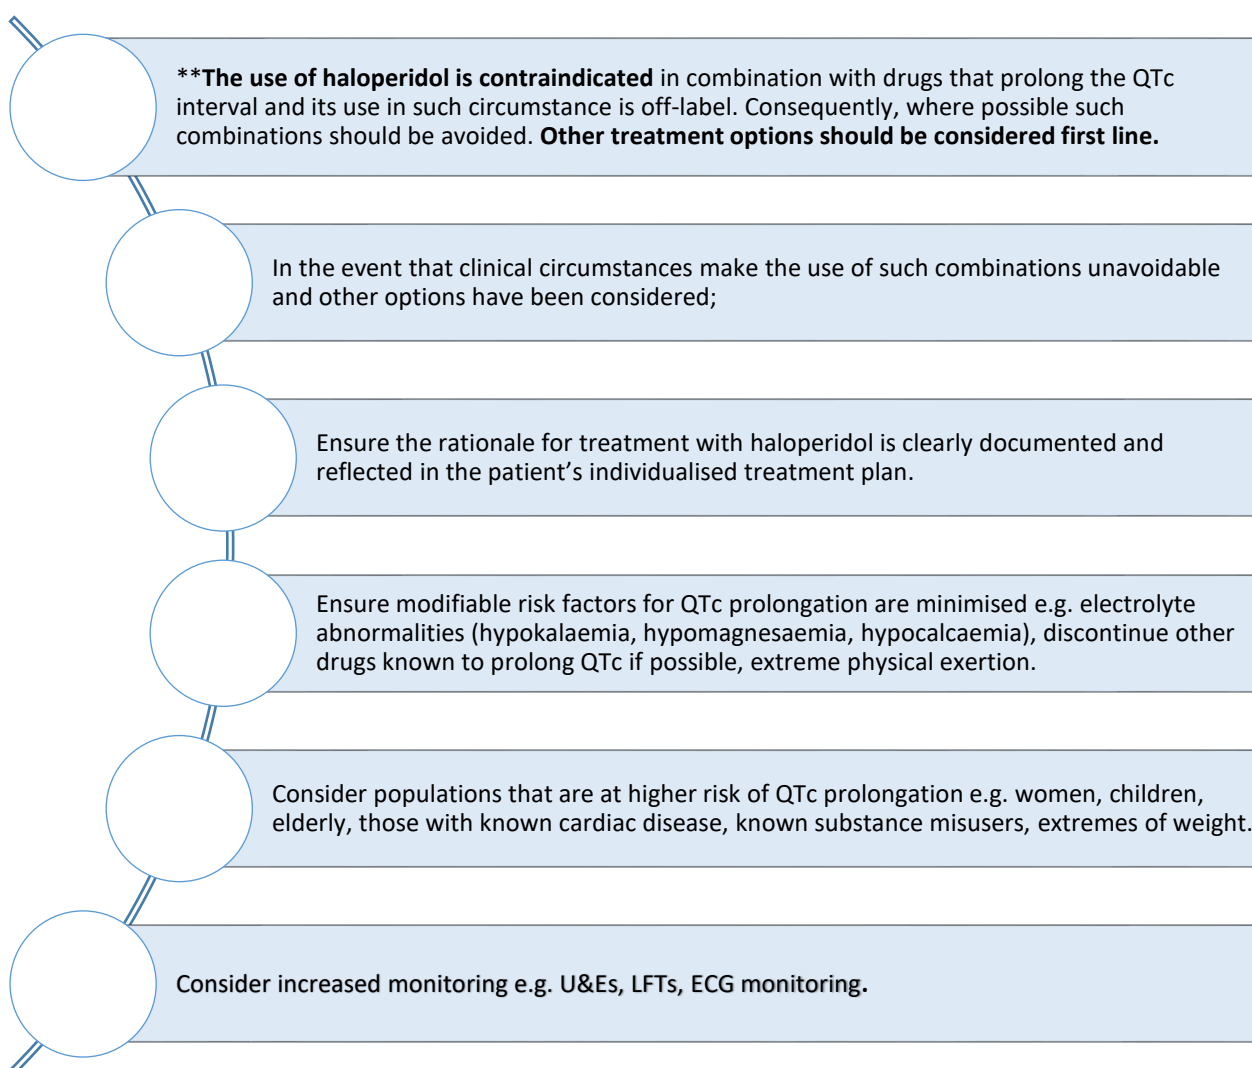 **The use of haloperidol is contraindicated in combination with drugs that prolong the QTc
interval and its use in such circumstance is off-label. Consequently, where possible such
combinations should be avoided. Other treatment options should be considered first line.
In the event that clinical circumstances make the use of such combinations unavoidable
and other options have been considered;
Ensure the rationale for treatment with haloperidol is clearly documented and
reflected in the patient’s individualised treatment plan.
Ensure modifiable risk factors for QTc prolongation are minimised e.g. electrolyte
abnormalities (hypokalaemia, hypomagnesaemia, hypocalcaemia), discontinue other
drugs known to prolong QTc if possible, extreme physical exertion.
Consider populations that are at higher risk of QTc prolongation e.g. women, children,
elderly, those with known cardiac disease, known substance misusers, extremes of weight.
Consider increased monitoring e.g. U&Es, LFTs, ECG monitoring.